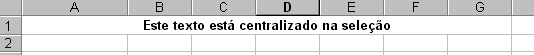 A B C D E F G
1 Este texto está centralizado na seleção
2